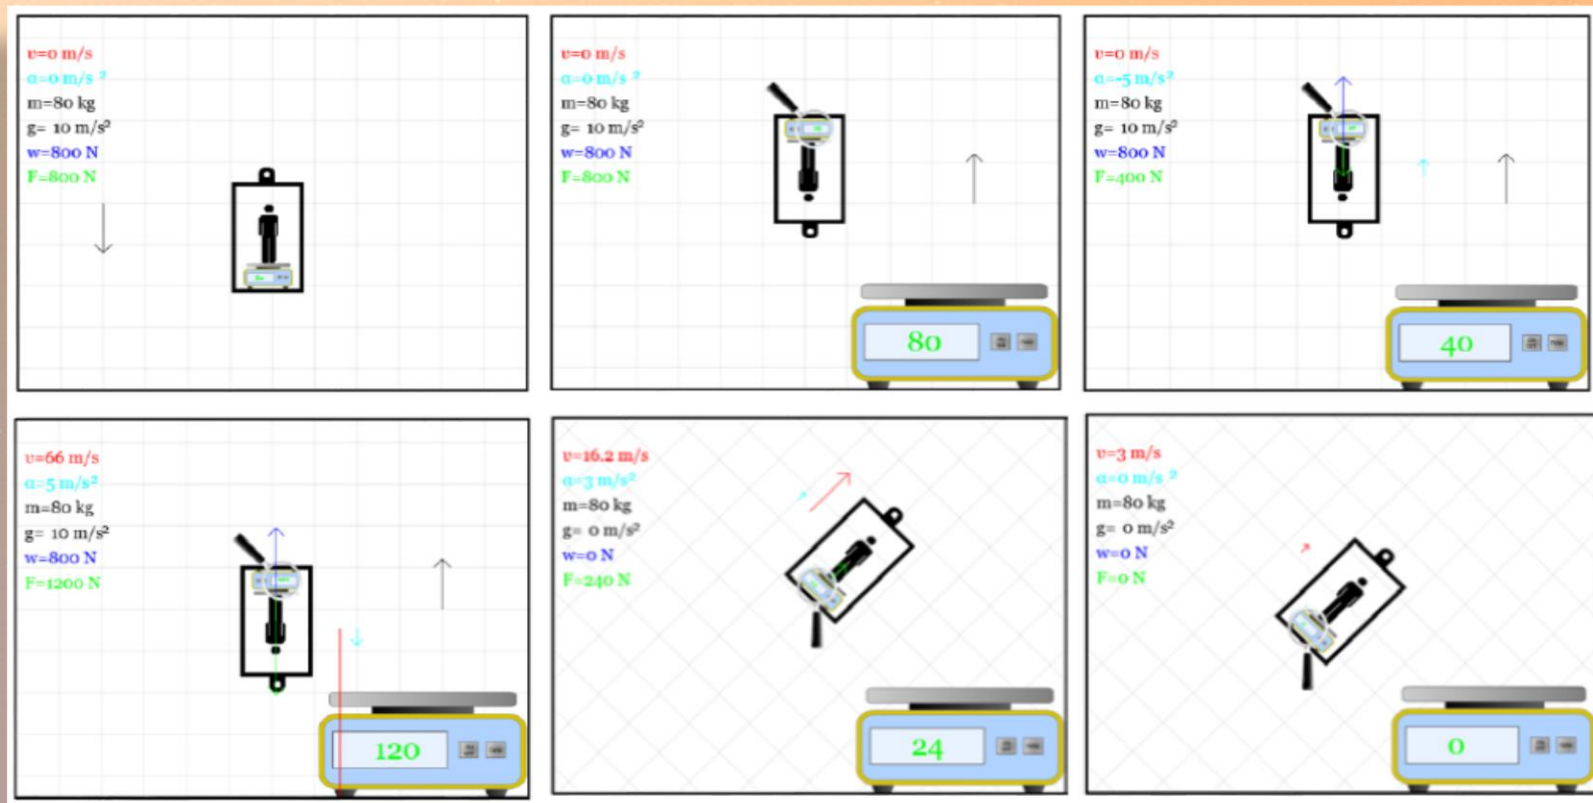 v=0 m/s
a=0 m/s ²
m=80 kg
g= 10 m/s²
w=800 N
F=800 N
v=0 m/s
a=0 m/s ²
m=80 kg
g= 10 m/s²
w=800 N
F=800 N
80
v=0 m/s
a=-5 m/s²
m=80 kg
g= 10 m/s²
w=800 N
F=400 N
40
v=66 m/s
a=5 m/s²
m=80 kg
g= 10 m/s²
w=800 N
F=1200 N
120
v=16.2 m/s
a=3 m/s²
m=80 kg
g= 0 m/s²
w=0 N
F=240 N
24
v=3 m/s
a=0 m/s ²
m=80 kg
g= 0 m/s²
w=0 N
F=0 N
0